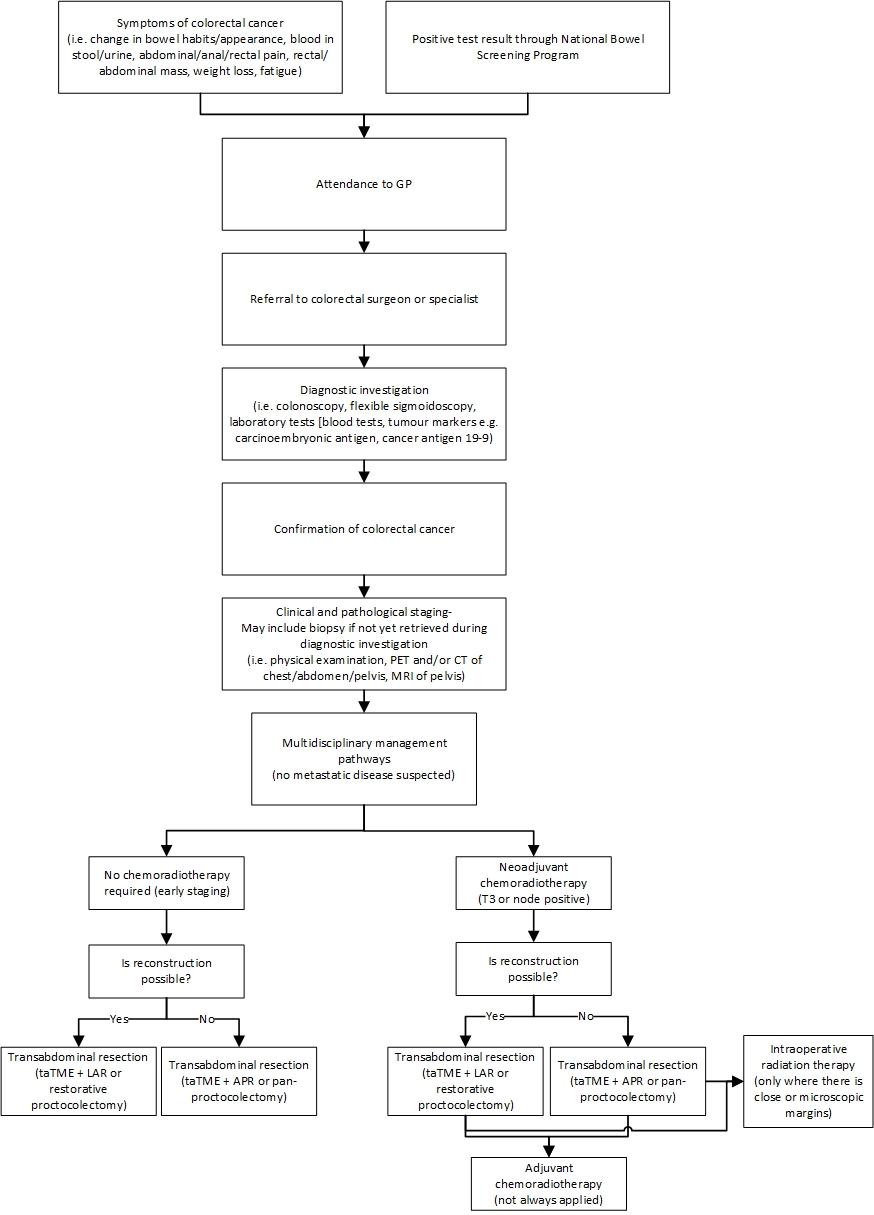 Symptoms of colorectal cancer
(i.e. change in bowel habits/appearance, blood in
stool/urine, abdominal/anal/rectal pain, rectal/
abdominal mass, weight loss, fatigue)
Positive test result through National Bowel
Screening Program
Attendance to GP
Referral to colorectal surgeon or specialist
Diagnostic investigation
(i.e. colonoscopy, flexible sigmoidoscopy,
laboratory tests [blood tests, tumour markers e.g.
carcinoembryonic antigen, cancer antigen 19-9)
Confirmation of colorectal cancer
Clinical and pathological staging-
May include biopsy if not yet retrieved during
diagnostic investigation
(i.e. physical examination, PET and/or CT of
chest/abdomen/pelvis, MRI of pelvis)
Multidisciplinary management
pathways
(no metastatic disease suspected)
No chemoradiotherapy
required (early staging)
Neoadjuvant
chemoradiotherapy
(T3 or node positive)
Is reconstruction
possible?
Is reconstruction
possible?
Yes
No
Yes
No
Transabdominal resection
(taTME + LAR or
restorative
proctocolectomy)
Transabdominal resection
(taTME + APR or pan-
proctocolectomy)
Transabdominal resection
(taTME + LAR or
restorative
proctocolectomy)
Transabdominal resection
(taTME + APR or pan-
proctocolectomy)
Intraoperative
radiation therapy
(only where there is
close or microscopic
margins)
Adjuvant
chemoradiotherapy
(not always applied)